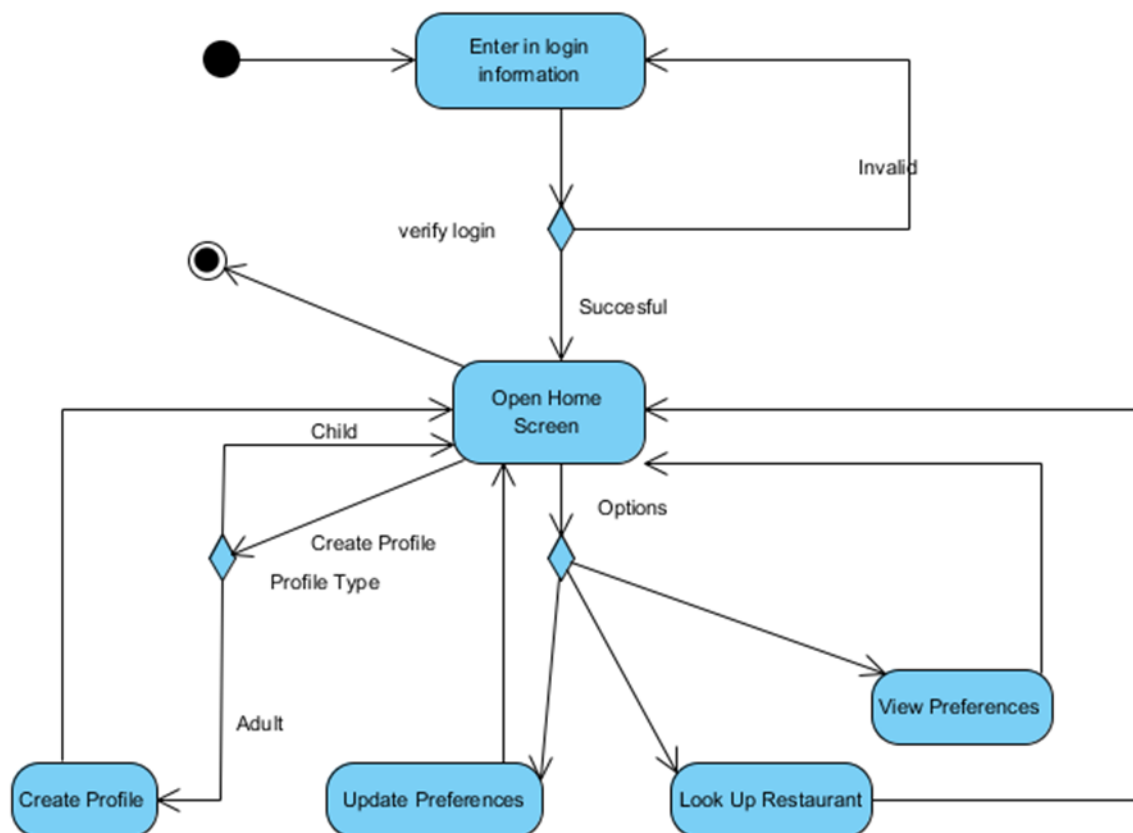 Enter in login
information
Invalid
verify login
Succesful
Open Home
Screen
Child
Options
Create Profile
Profile Type
View Preferences
Adult
Create Profile
Update Preferences
Look Up Restaurant